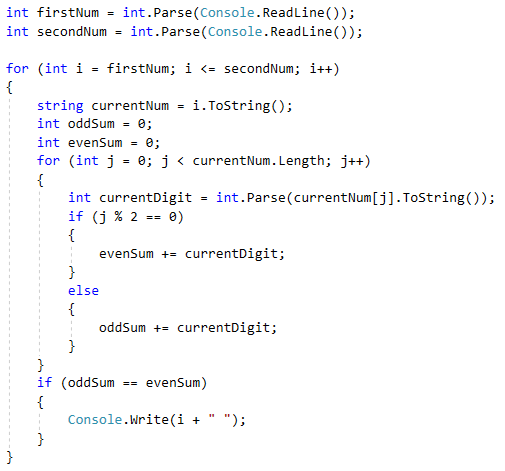 int firstNum = int.Parse(Console.ReadLine());
int secondNum = int.Parse(Console.ReadLine());

for (int i = firstNum; i <= secondNum; i++)
{
    string currentNum = i.ToString();
    int oddSum = 0;
    int evenSum = 0;
    for (int j = 0; j < currentNum.Length; j++)
    {
        int currentDigit = int.Parse(currentNum[j].ToString());
        if (j % 2 == 0)
        {
            evenSum += currentDigit;
        }
        else
        {
            oddSum += currentDigit;
        }
    }
    if (oddSum == evenSum)
    {
        Console.Write(i + " ");
    }
}